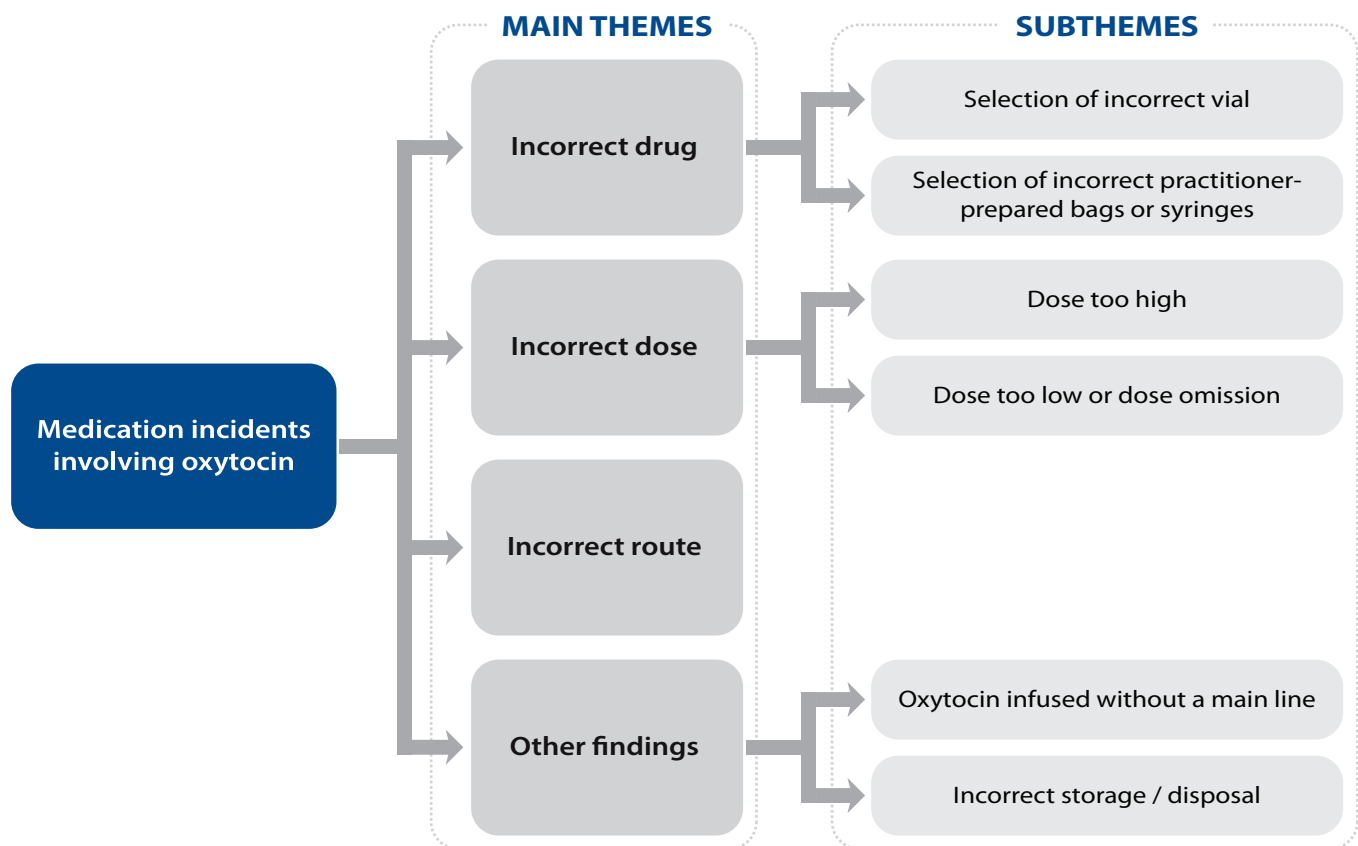 MAIN THEMES
SUBTHEMES
Medication incidents
involving oxytocin
Incorrect drug
Selection of incorrect vial
Selection of incorrect practitioner-
prepared bags or syringes
Incorrect dose
Dose too high
Dose too low or dose omission
Incorrect route
Other findings
Oxytocin infused without a main line
Incorrect storage / disposal